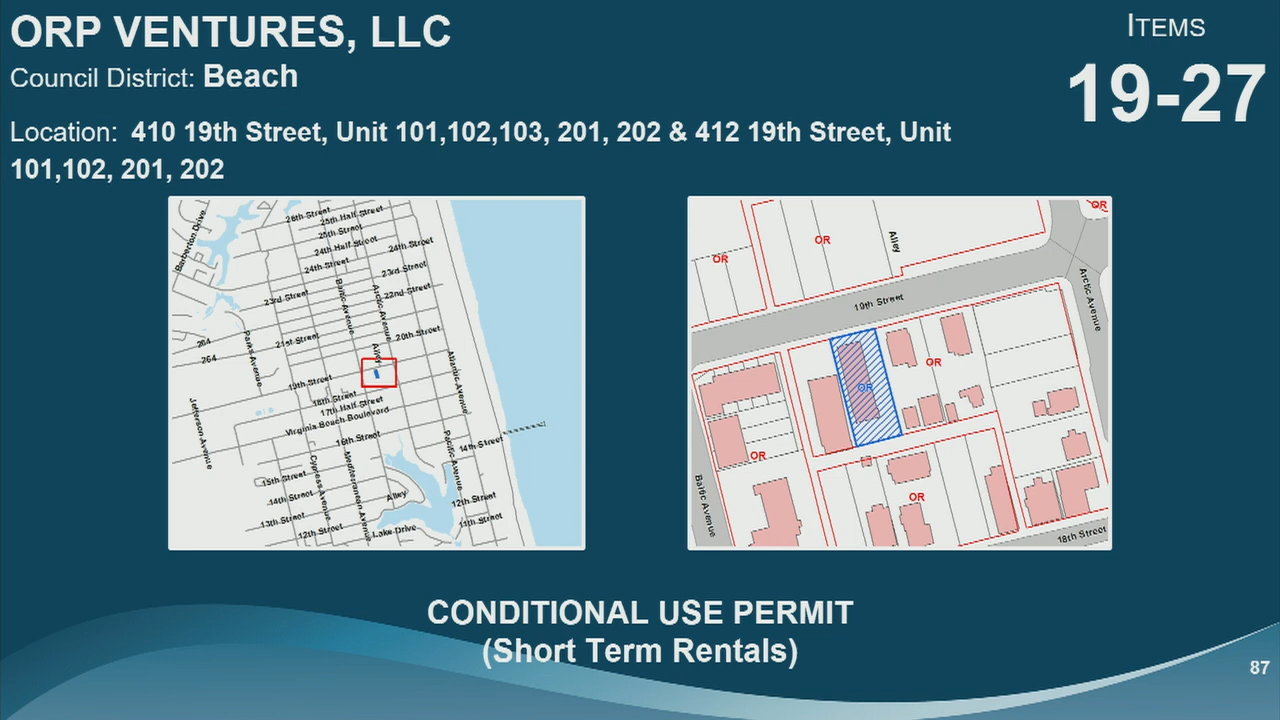 ORP VENTURES, LLC
ITEMS
Council District: Beach
19-27
Location: 410 19th Street, Unit 101,102,103, 201, 202 & 412 19th Street, Unit
101,102, 201, 202
Barberton Drive
26th Street
25th Half Street
25th Street
24th Half Street
24th Street
24th Street
23rd Street
23rd Street
22nd Street
Baltic Avenue
Arctic Avenue
21st Street
20th Street
264
264
Parks Avenue
Alley
Atlantic Avenue
19th Street
18th Street
17th Half Street
Virginia Beach Boulevard
16th Street
Jefferson Avenue
14th Street
Pacific Avenue
Cypress Avenue
Mediterranean Avenue
15th Street
14th Street
13th Street
12th Street
Alley
Lake Drive
12th Street
11th Street
OR
OR
OR
Alley
19th Street
Arctic Avenue
OR
OR
OR
OR
Baltic Avenue
18th Street
CONDITIONAL USE PERMIT
(Short Term Rentals)
87